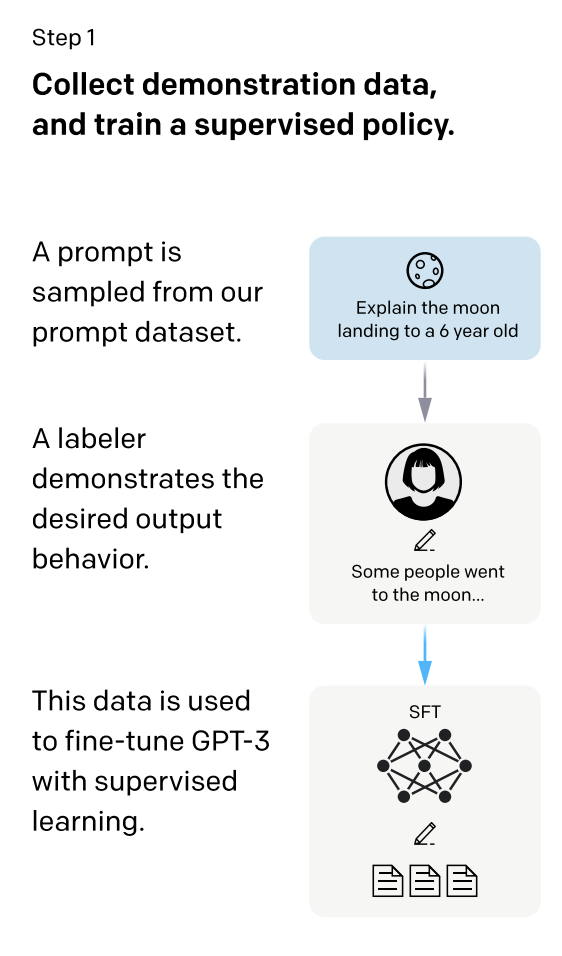 Step 1
Collect demonstration data,
and train a supervised policy.
A prompt is
sampled from our
prompt dataset.
Explain the moon
landing to a 6 year old
A labeler
demonstrates the
desired output
behavior.
Some people went
to the moon...
This data is used
to fine-tune GPT-3
with supervised
learning.
SFT